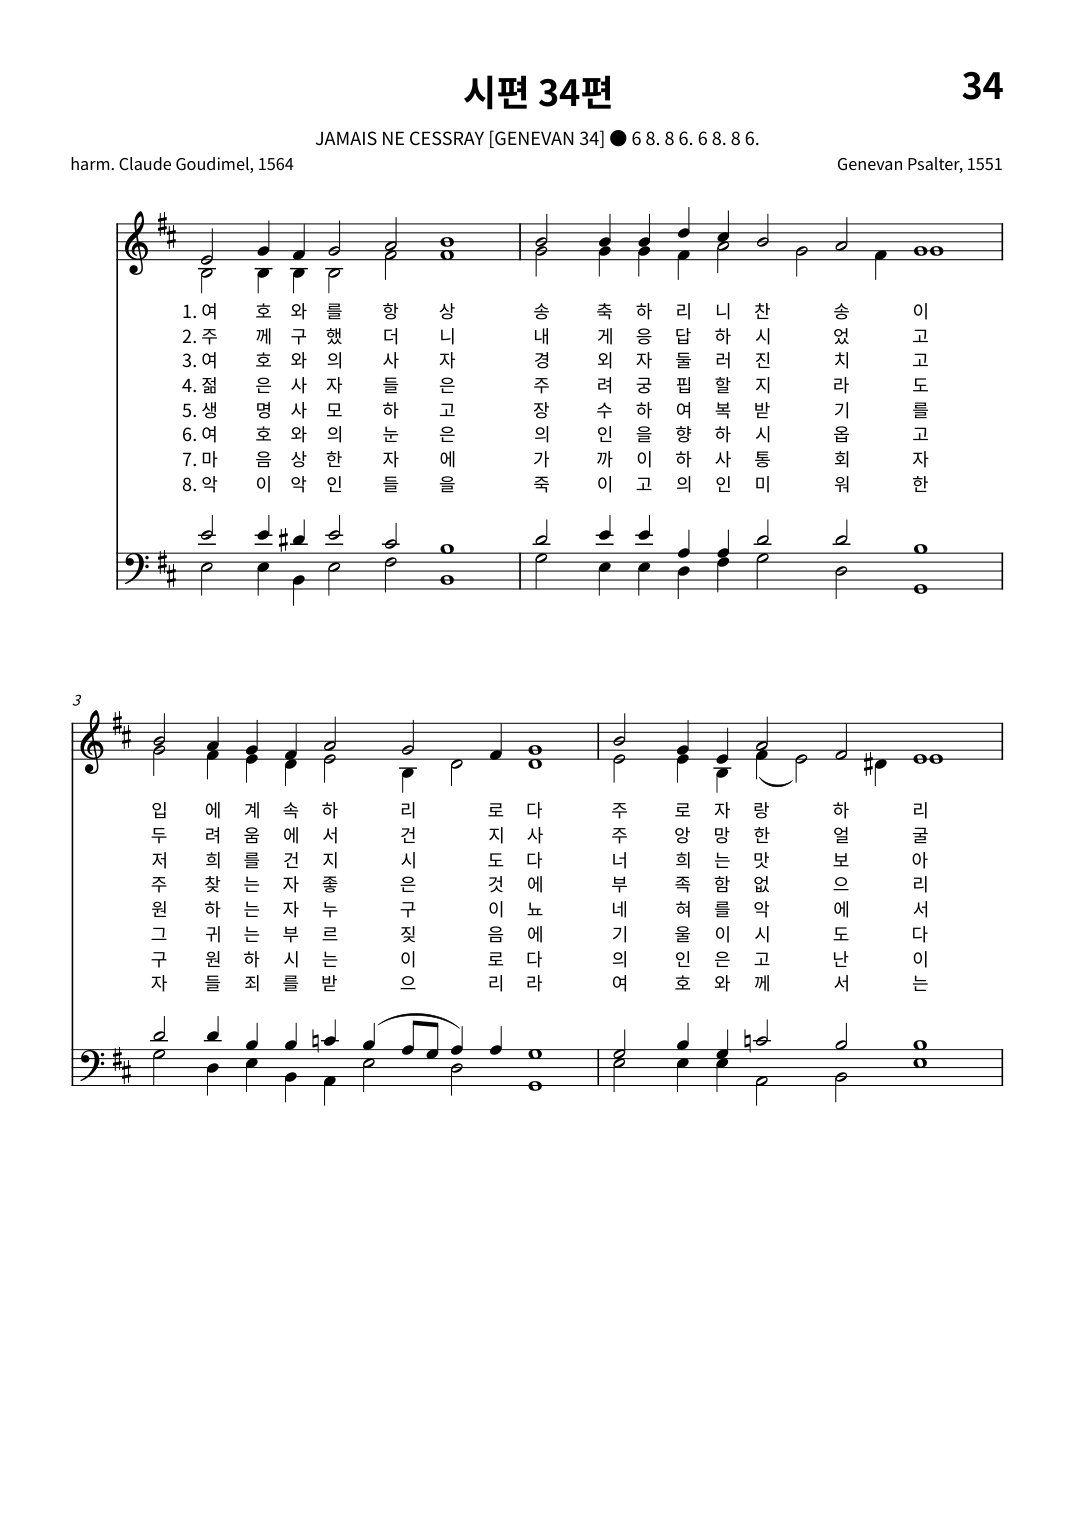 시편 34편
34
JAMAIS NE CESSRAY [GENEVAN 34] ● 6 8. 8 6. 6 8. 8 6.
harm. Claude Goudimel, 1564
Genevan Psalter, 1551
1. 여 호 와 를 항 상 송 축 하 리 니 찬 송 이
2. 주 께 구 했 더 니 내 게 응 답 하 시 었 고
3. 여 호 와 의 사 자 경 외 자 둘 러 진 치 고
4. 젊 은 사 자 들 은 주 려 궁 핍 할 지 라 도
5. 생 명 사 모 하 고 장 수 하 여 복 받 기 를
6. 여 호 와 의 눈 은 의 인 을 향 하 시 옵 고
7. 마 음 상 한 자 에 가 까 이 하 사 통 회 자
8. 악 이 악 인 들 을 죽 이 고 의 인 미 워 한
3
입 에 계 속 하 리 로 다 주 로 자 랑 하 리
두 려 움 에 서 건 지 사 주 앙 망 한 얼 굴
저 희 를 건 지 시 도 다 너 희 는 맛 보 아
주 찾 는 자 좋 은 것 에 부 족 함 없 으 리
원 하 는 자 누 구 이 뇨 네 혀 를 악 에 서
그 귀 는 부 르 짖 음 에 기 울 이 시 도 다
구 원 하 시 는 이 로 다 의 인 은 고 난 이
자 들 죄 를 받 으 리 라 여 호 와 께 서 는